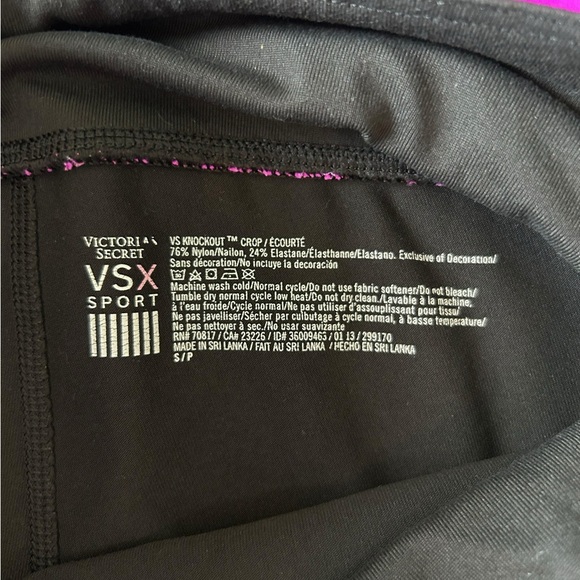 VICTORIA'S
SECRET
VSX
SPORT
VS KNOCKOUT™ CROP / ÉCOURTÉ
76% Nylon/Nailon, 24% Elastane/Élasthanne/Elastano. Exclusive of Decoration/
Sans décoration/No incluye la decoración
Machine wash cold/Normal cycle/Do not use fabric softener/Do not bleach/
Tumble dry normal cycle low heat/Do not dry clean./Lavable à la machine,
à l'eau froide/Cycle normal/Ne pas utiliser d'assouplissant pour tissu/
Ne pas javelliser/Sécher par culbutage à cycle normal, à basse température/
Ne pas nettoyer à sec./No usar suavizante
RN# 70817 / CA# 23226 / ID# 36009465 / 01 13 / 299170
MADE IN SRI LANKA / FAIT AU SRI LANKA / HECHO EN SRI LANKA
S / P